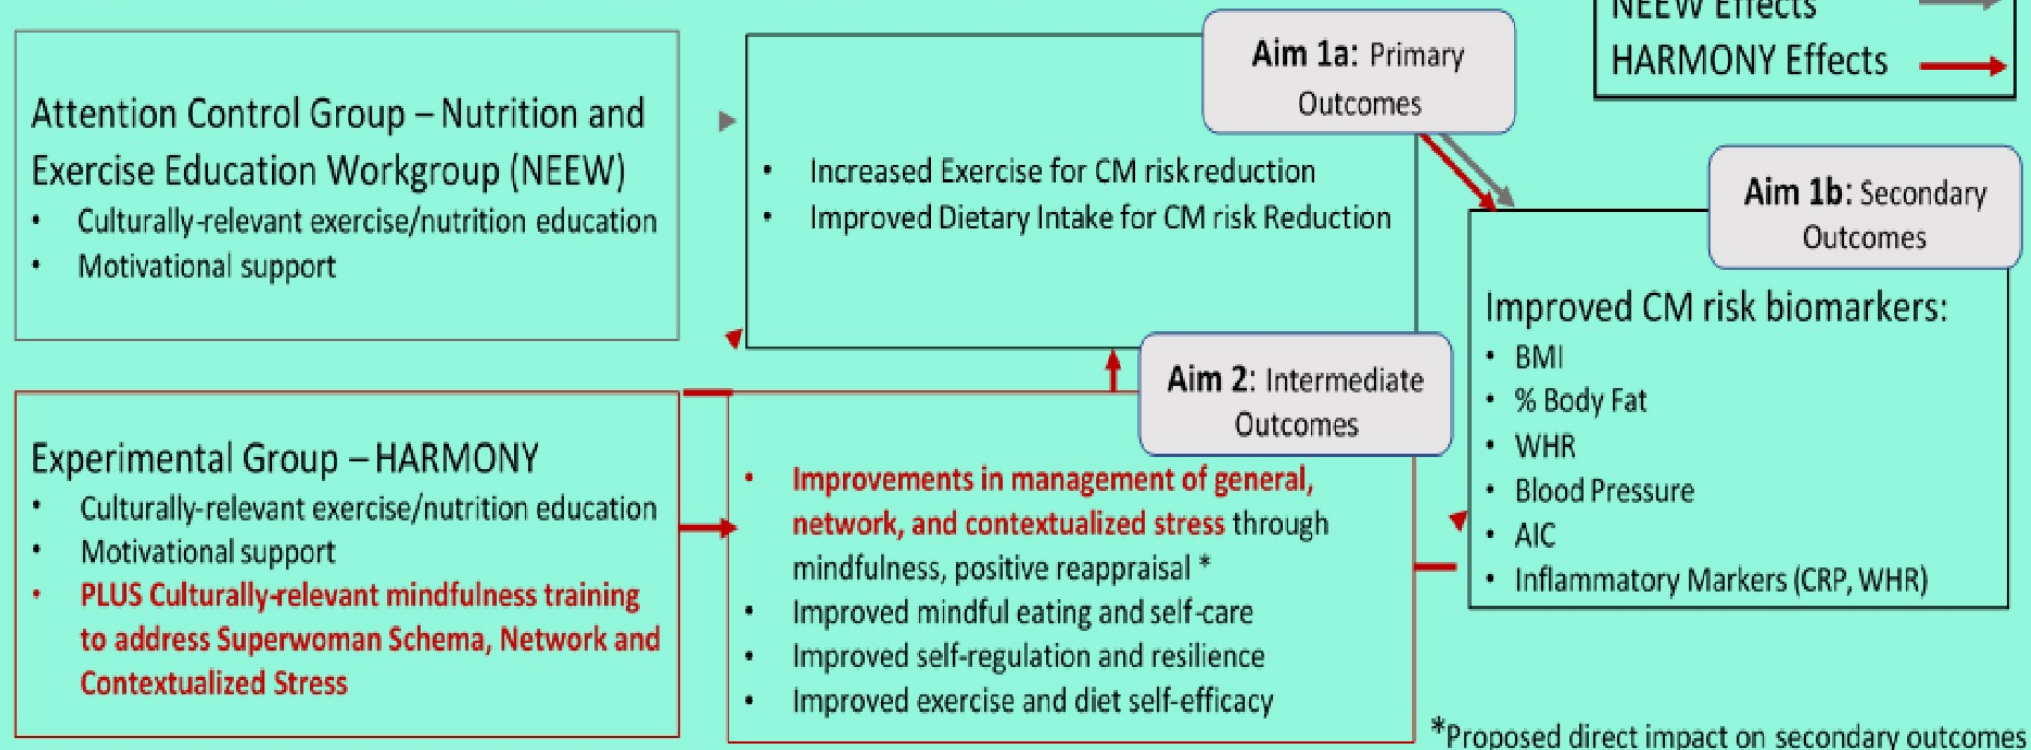 NEEW Effects
HARMONY Effects
Attention Control Group – Nutrition and
Exercise Education Workgroup (NEEW)
• Culturally-relevant exercise/nutrition education
• Motivational support
Aim 1a: Primary
Outcomes
• Increased Exercise for CM risk reduction
• Improved Dietary Intake for CM risk Reduction
Aim 1b: Secondary
Outcomes
Improved CM risk biomarkers:
• BMI
• % Body Fat
• WHR
• Blood Pressure
• AIC
• Inflammatory Markers (CRP, WHR)
Experimental Group – HARMONY
• Culturally-relevant exercise/nutrition education
• Motivational support
• PLUS Culturally-relevant mindfulness training
to address Superwoman Schema, Network and
Contextualized Stress
Aim 2: Intermediate
Outcomes
• Improvements in management of general,
network, and contextualized stress through
mindfulness, positive reappraisal *
• Improved mindful eating and self-care
• Improved self-regulation and resilience
• Improved exercise and diet self-efficacy
*Proposed direct impact on secondary outcomes